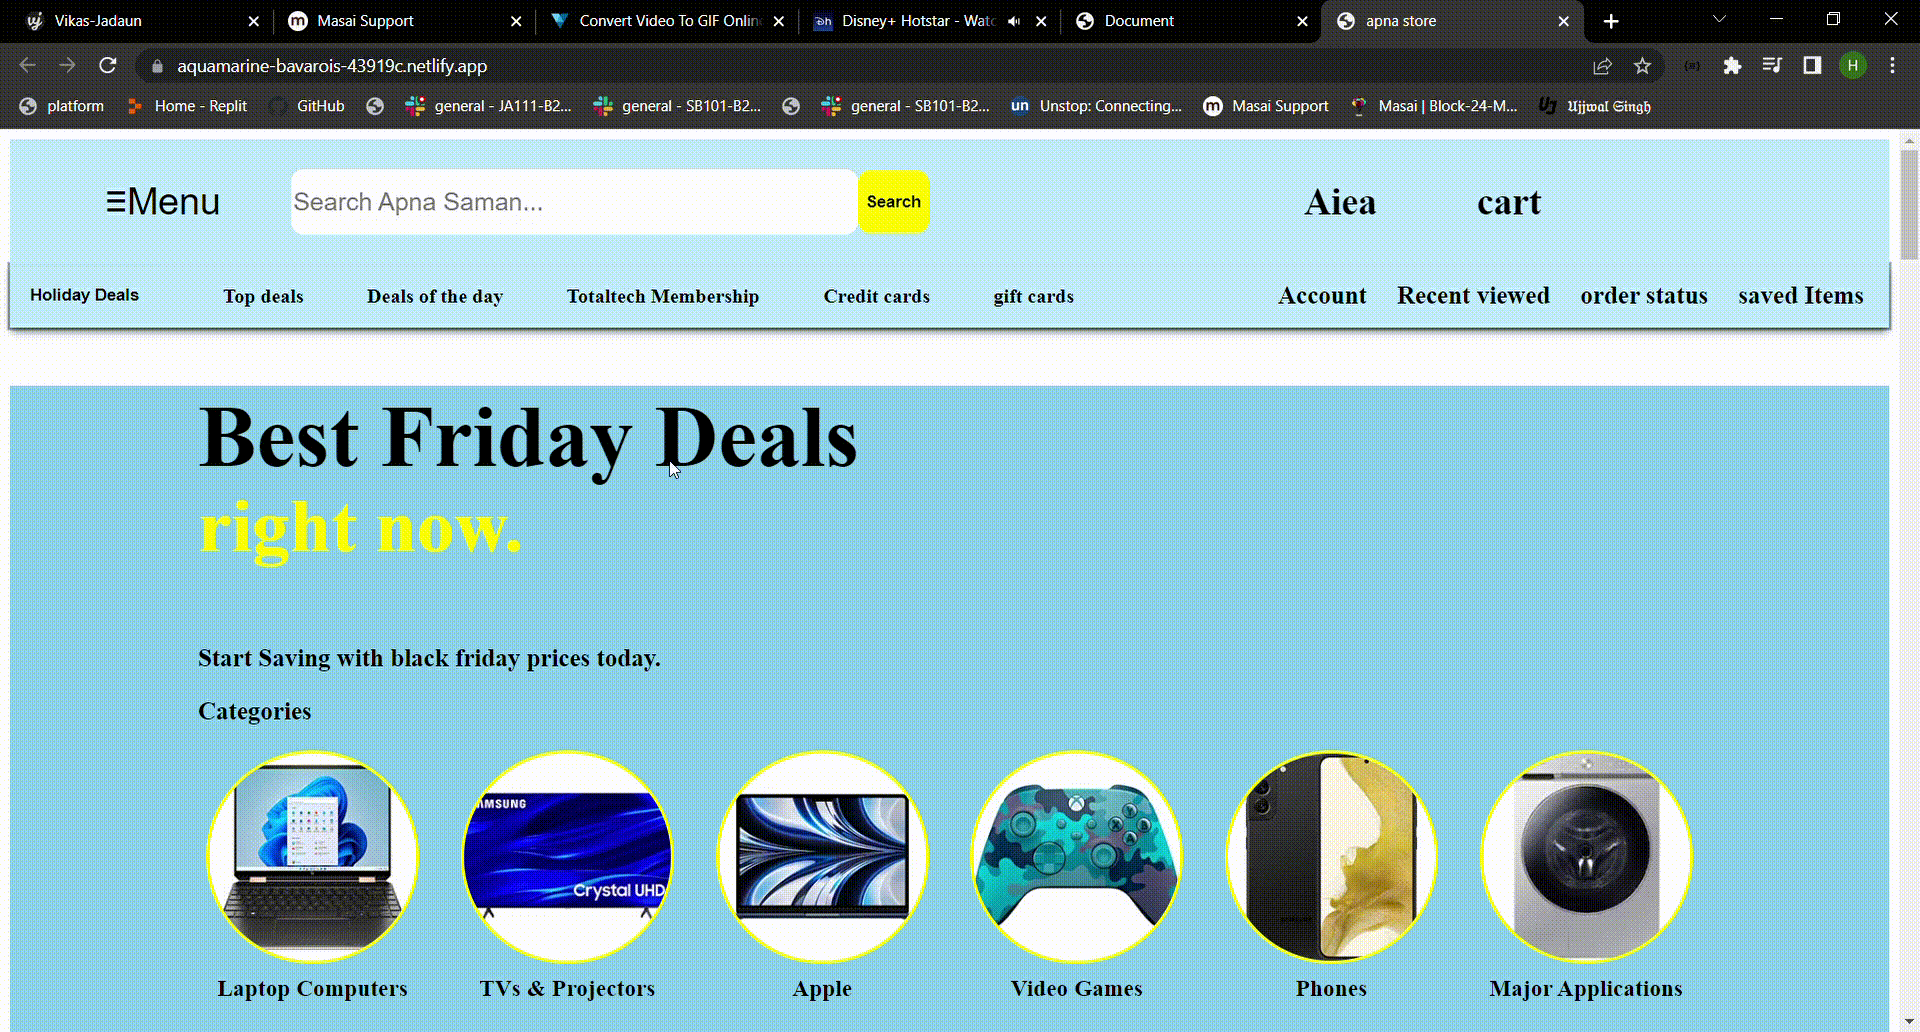 Vikas-Jadaun
Masai Support
Convert Video To GIF Onlin
Disney+ Hotstar - Watc
Document
apna store
aquamarine-bavarois-43919c.netlify.app
H
platform
Home - Replit
GitHub
general - JA111-B2...
general - SB101-B2...
general - SB101-B2...
Unstop: Connecting...
Masai Support
Masai | Block-24-M...
Ujjwal Singh
☰Menu
Search Apna Saman...
Search
Aiea
cart
Holiday Deals
Top deals
Deals of the day
Totaltech Membership
Credit cards
gift cards
Account
Recent viewed
order status
saved Items
Best Friday Deals
right now.
Start Saving with black friday prices today.
Categories
AMSUNG
Crystal UHD
Laptop Computers
TVs & Projectors
Apple
Video Games
Phones
Major Applications